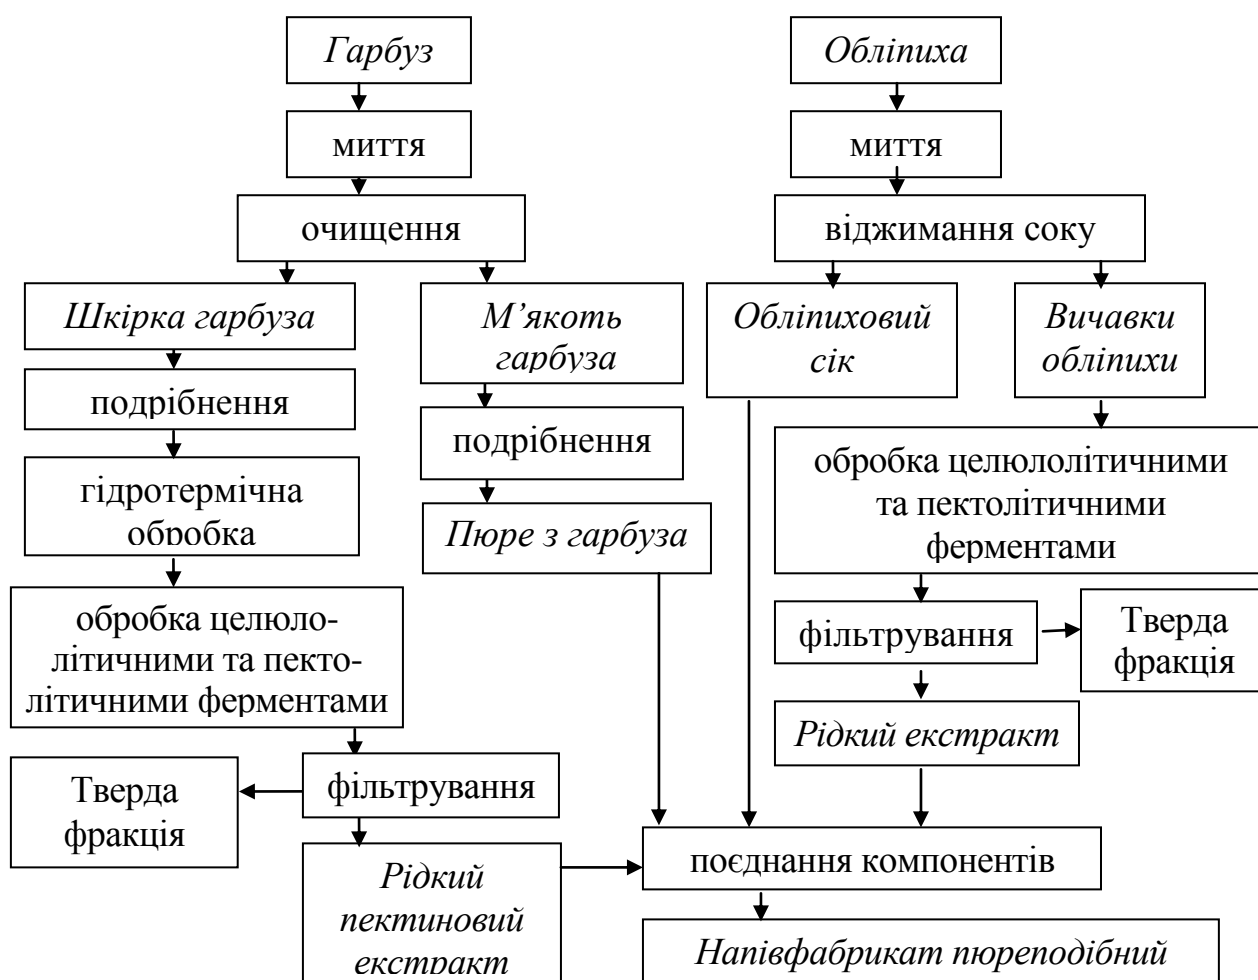 Гарбуз
Обліпиха
миття
миття
очищення
віджимання соку
Шкірка гарбуза
М’якоть
гарбуза
Обліпиховий
сік
Вичавки
обліпихи
подрібнення
подрібнення
гідротермічна
обробка
Пюре з гарбуза
обробка целюлолітичними
та пектолітичними
ферментами
обробка целюло-
літичними та пекто-
літичними ферментами
фільтрування
Тверда
фракція
Рідкий екстракт
Тверда
фракція
фільтрування
поєднання компонентів
Рідкий
пектиновий
екстракт
Напівфабрикат пюреподібний